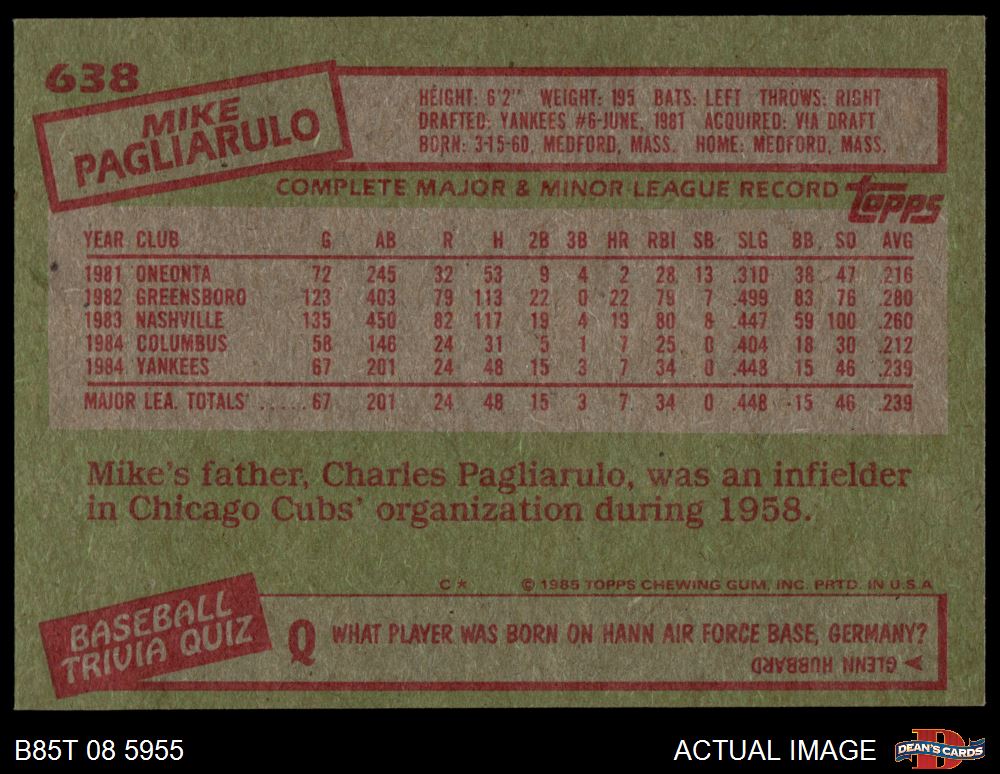 638
MIKE
PAGLIARULO
HEIGHT: 6'2" WEIGHT: 195 BATS: LEFT THROWS: RIGHT
DRAFTED: YANKEES #6-JUNE, 1981 ACQUIRED: VIA DRAFT
BORN: 3-15-60, MEDFORD, MASS. HOME: MEDFORD, MASS.
COMPLETE MAJOR & MINOR LEAGUE RECORD
topps
YEAR CLUB G AB R H 2B 3B HR RBI SB SLG BB SO AVG
1981 ONEONTA 72 245 32 53 9 4 2 28 13 .310 38 47 .216
1982 GREENSBORO 123 403 79 113 22 0 22 79 7 .499 83 76 .280
1983 NASHVILLE 135 450 82 117 19 4 19 80 8 .447 59 100 .260
1984 COLUMBUS 58 146 24 31 5 1 7 25 0 .404 18 30 .212
1984 YANKEES 67 201 24 48 15 3 7 34 0 .448 15 46 .239
MAJOR LEA. TOTALS ..... 67 201 24 48 15 3 7 34 0 .448 15 46 .239
Mike's father, Charles Pagliarulo, was an infielder
in Chicago Cubs' organization during 1958.
C* © 1985 TOPPS CHEWING GUM, INC. PRTD. IN U.S.A
BASEBALL
TRIVIA QUIZ
Q WHAT PLAYER WAS BORN ON HANN AIR FORCE BASE, GERMANY?
GLENN HUBBARD
B85T 08 5955
ACTUAL IMAGE
DEAN'S CARDS